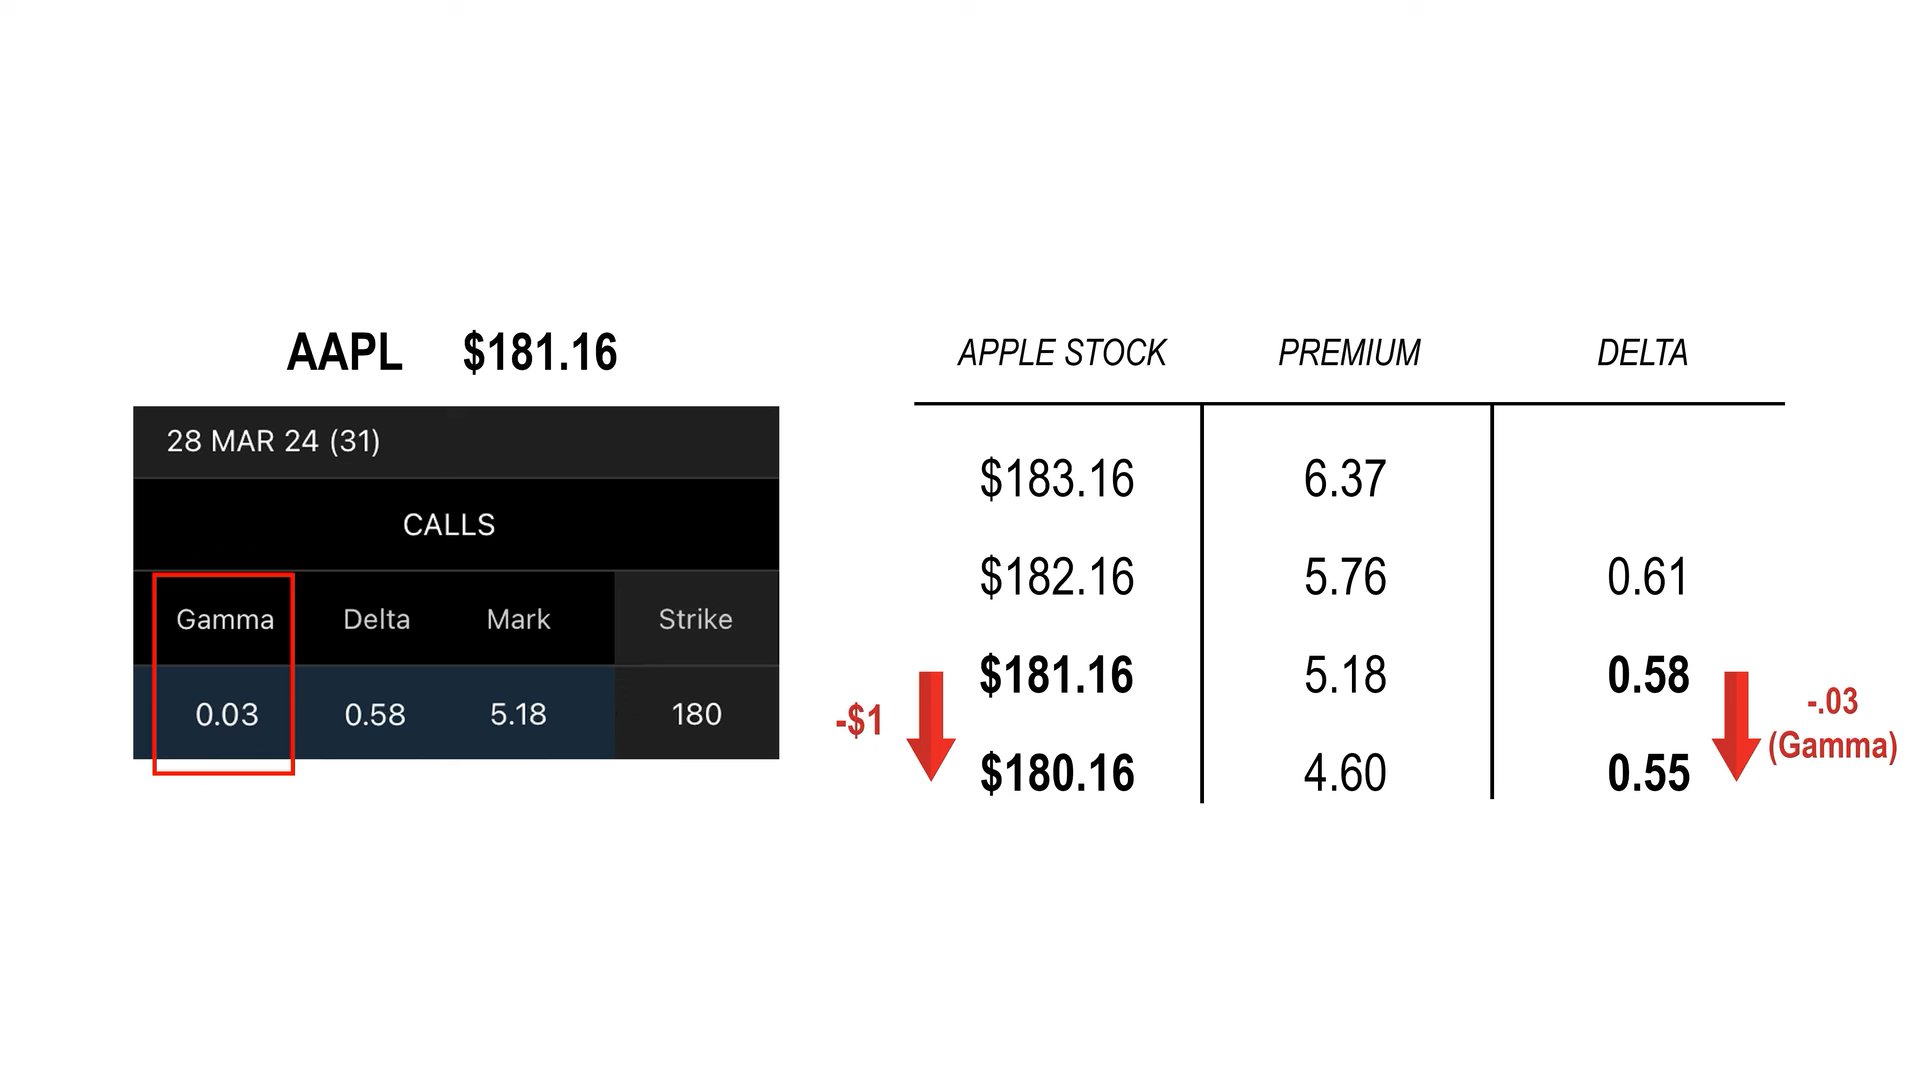 AAPL $181.16
28 MAR 24 (31)
CALLS
Gamma Delta Mark Strike
0.03 0.58 5.18 180
APPLE STOCK PREMIUM DELTA
$183.16 6.37
$182.16 5.76 0.61
$181.16 5.18 0.58
$180.16 4.60 0.55
-$1
-.03
(Gamma)